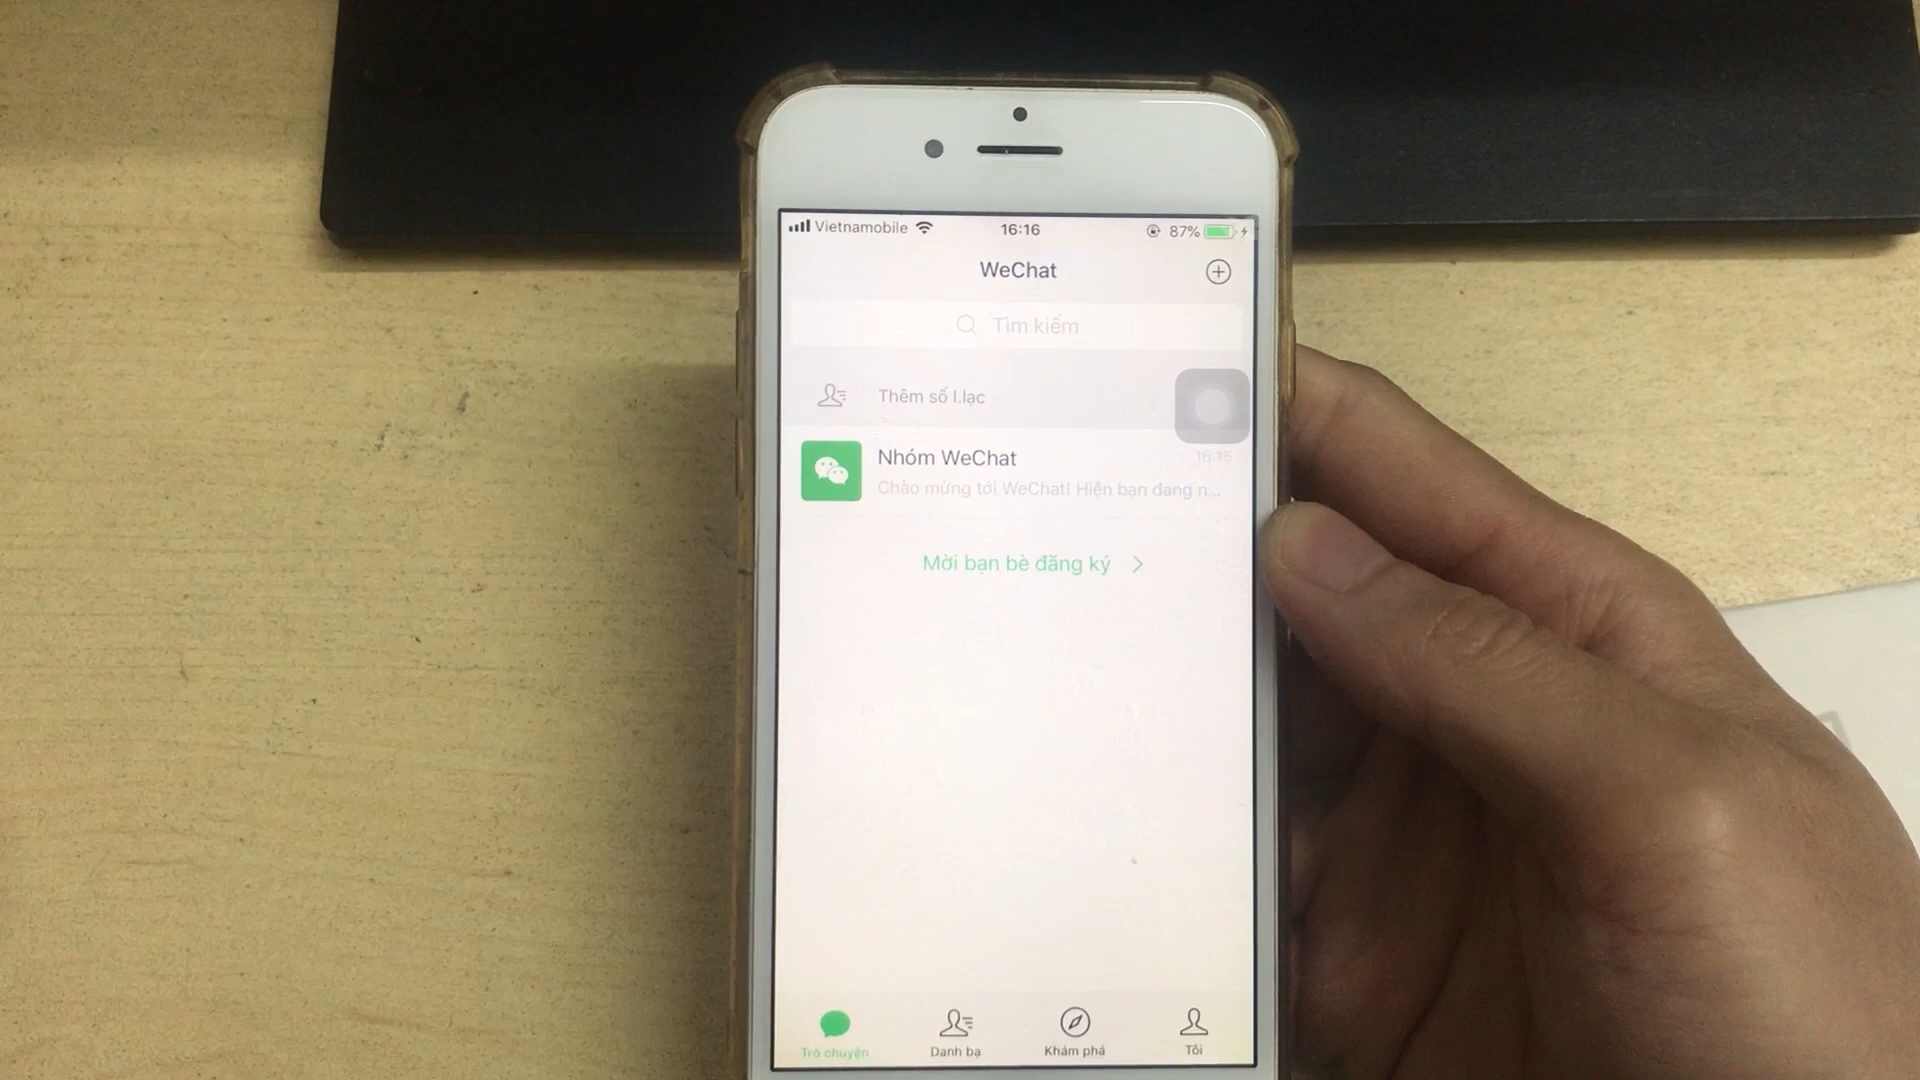 Vietnamobile 16:16 87%
WeChat
Tìm kiếm
Thêm số l.lạc
Nhóm WeChat 16:15
Chào mừng tới WeChat! Hiện bạn đang n...
Mời bạn bè đăng ký
Trò chuyện Danh bạ Khám phá Tôi